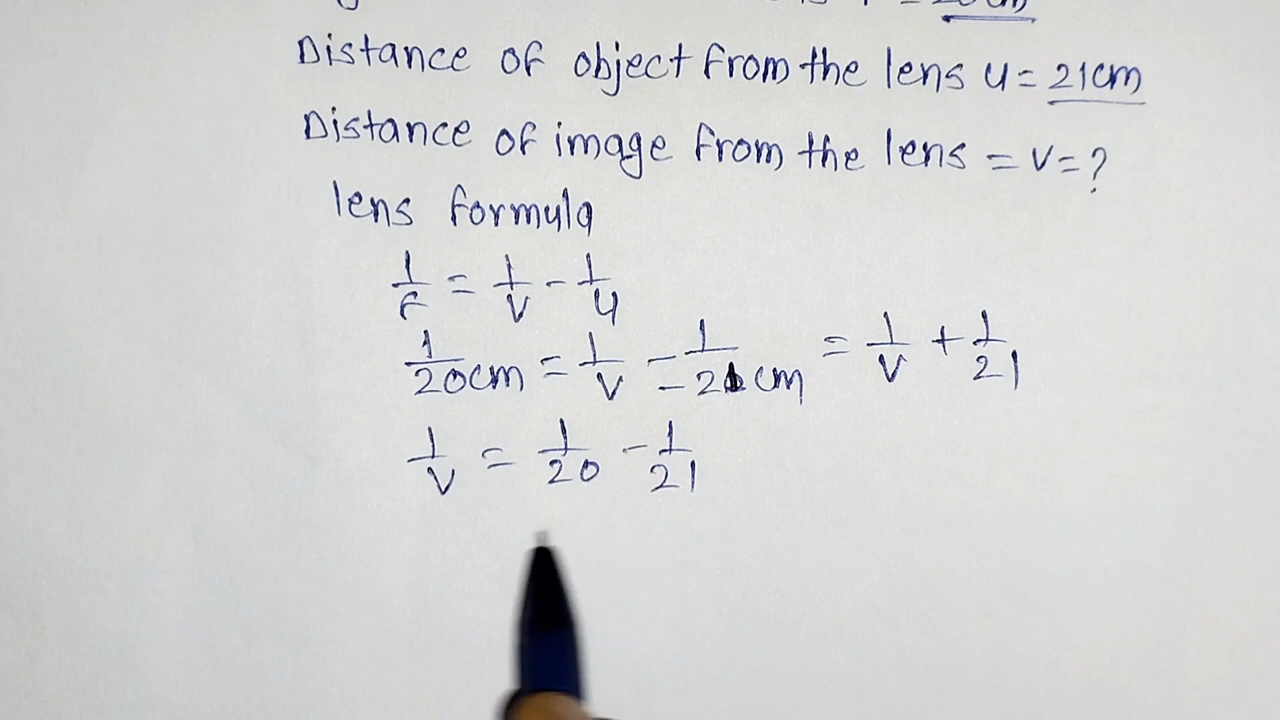 Distance of object from the lens u = 21cm
Distance of image from the lens = v = ?
lens formula
1/f = 1/v - 1/u
1/20cm = 1/v - 1/-21cm = 1/v + 1/21
1/v = 1/20 - 1/21